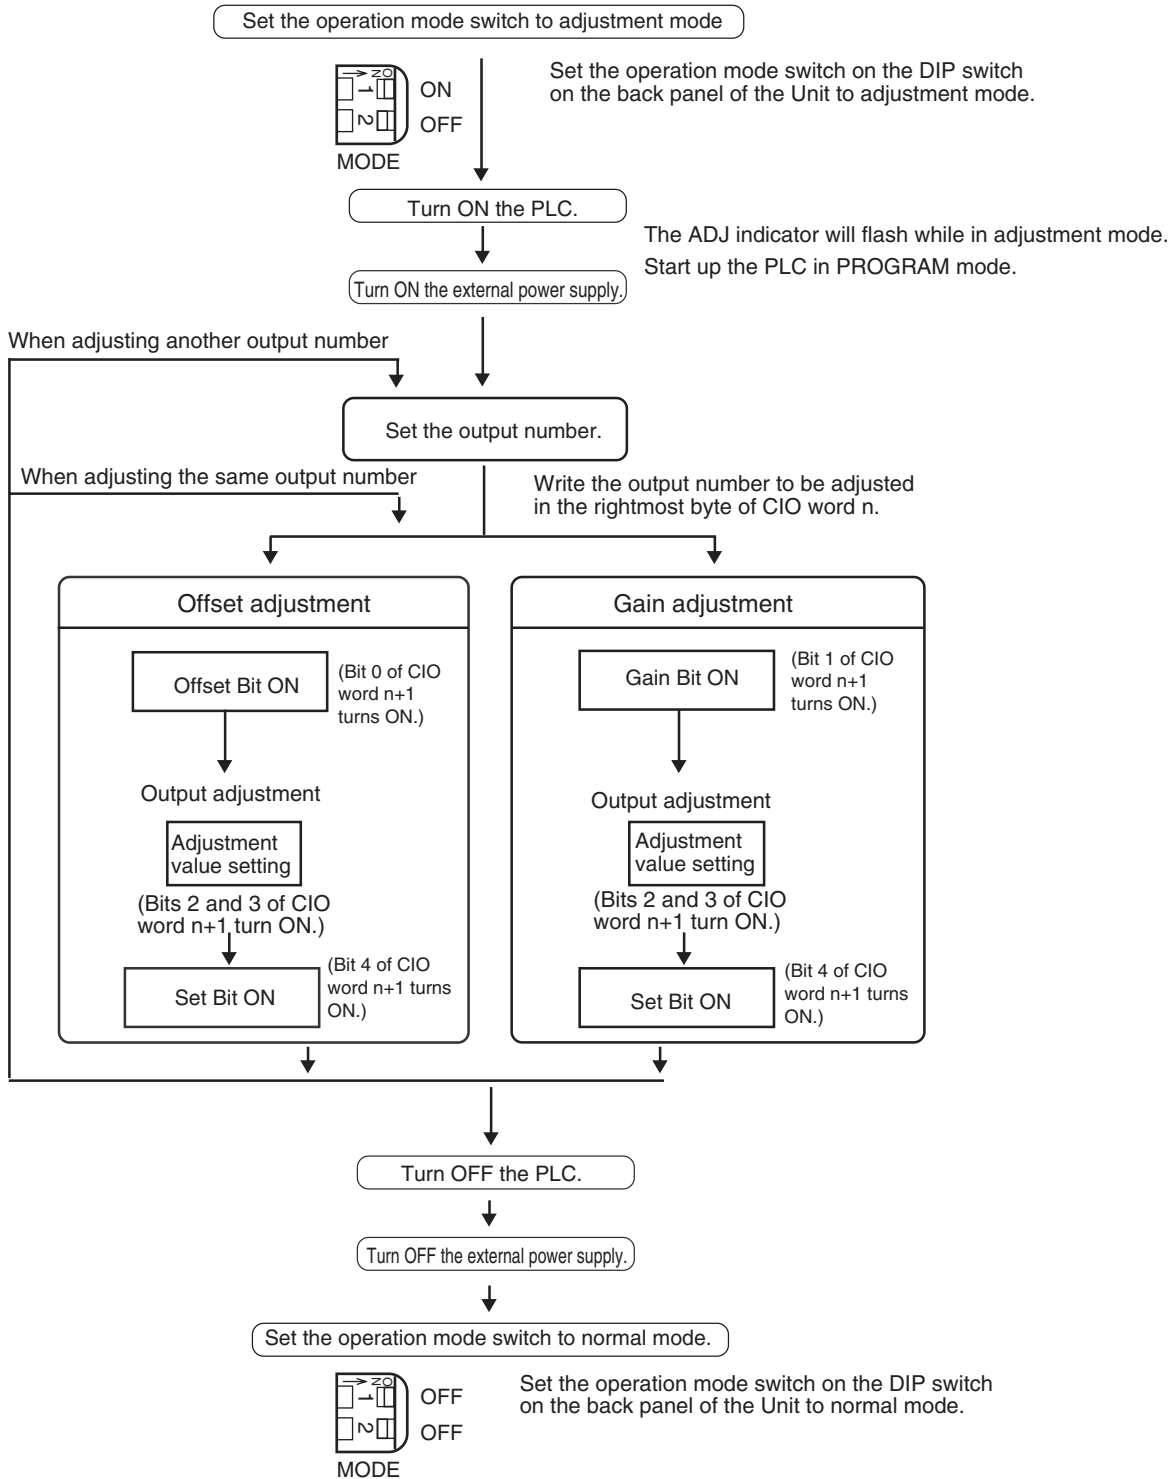 Set the operation mode switch to adjustment mode
Set the operation mode switch on the DIP switch
on the back panel of the Unit to adjustment mode.
ON
1 ON
2 OFF
MODE
Turn ON the PLC.
The ADJ indicator will flash while in adjustment mode.
Start up the PLC in PROGRAM mode.
Turn ON the external power supply.
When adjusting another output number
Set the output number.
When adjusting the same output number
Write the output number to be adjusted
in the rightmost byte of CIO word n.
Offset adjustment
Offset Bit ON
(Bit 0 of CIO
word n+1
turns ON.)
Output adjustment
Adjustment
value setting
(Bits 2 and 3 of CIO
word n+1 turn ON.)
Set Bit ON
(Bit 4 of CIO
word n+1 turns
ON.)
Gain adjustment
Gain Bit ON
(Bit 1 of CIO
word n+1
turns ON.)
Output adjustment
Adjustment
value setting
(Bits 2 and 3 of CIO
word n+1 turn ON.)
Set Bit ON
(Bit 4 of CIO
word n+1 turns
ON.)
Turn OFF the PLC.
Turn OFF the external power supply.
Set the operation mode switch to normal mode.
ON
1 OFF
2 OFF
MODE
Set the operation mode switch on the DIP switch
on the back panel of the Unit to normal mode.